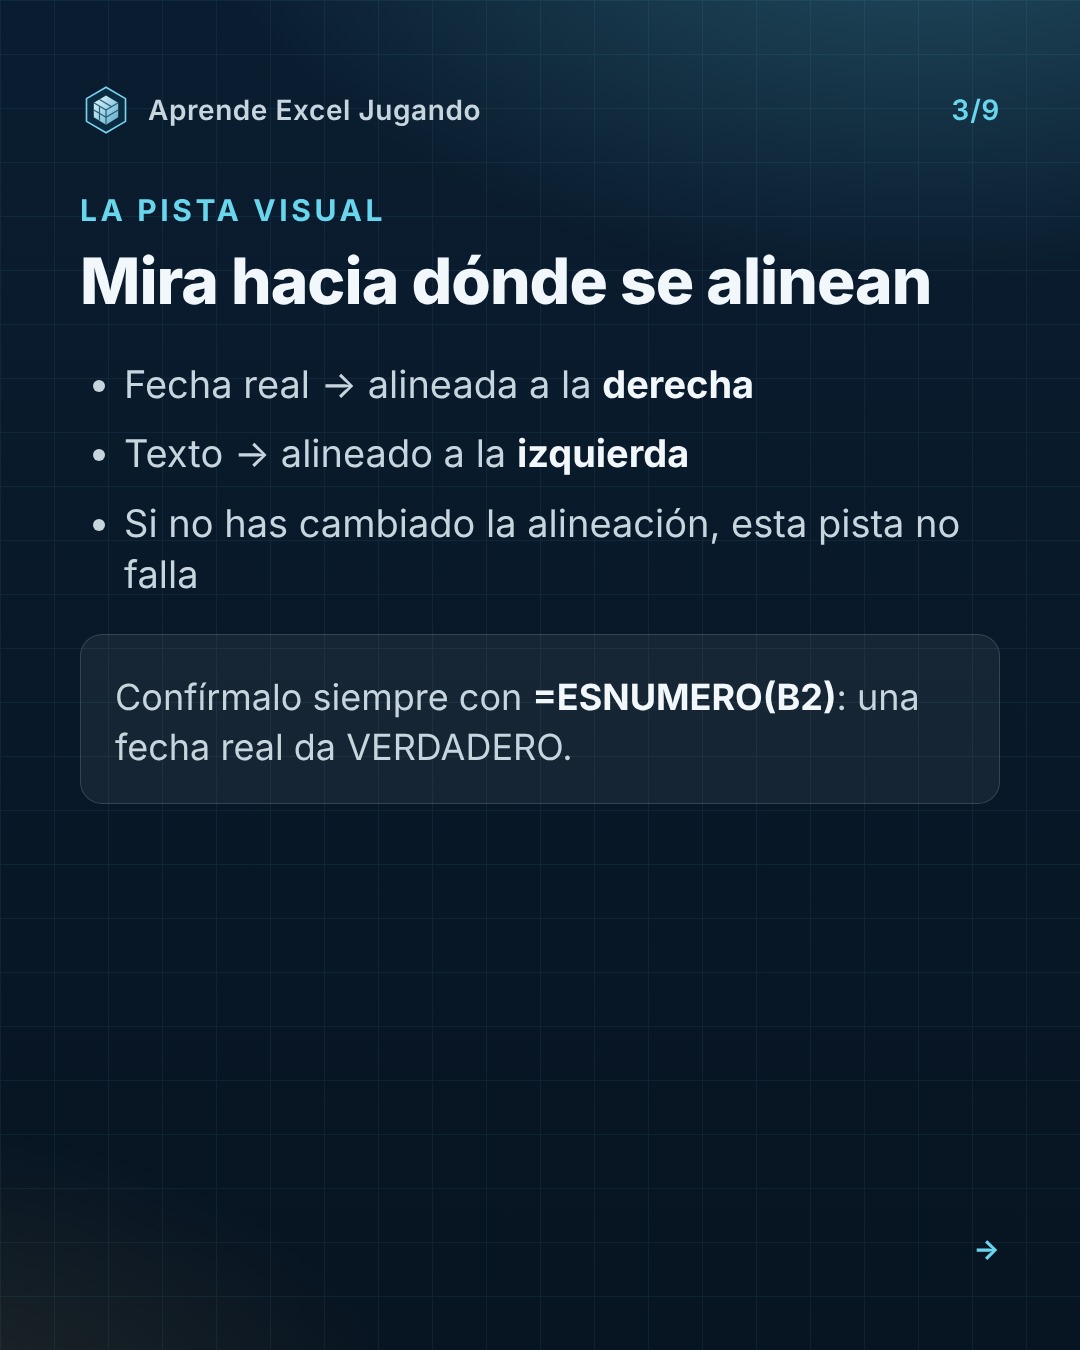 Aprende Excel Jugando
3/9
LA PISTA VISUAL
Mira hacia dónde se alinean
• Fecha real → alineada a la derecha
• Texto → alineado a la izquierda
• Si no has cambiado la alineación, esta pista no
falla
Confírmalo siempre con =ESNUMERO(B2): una
fecha real da VERDADERO.
→